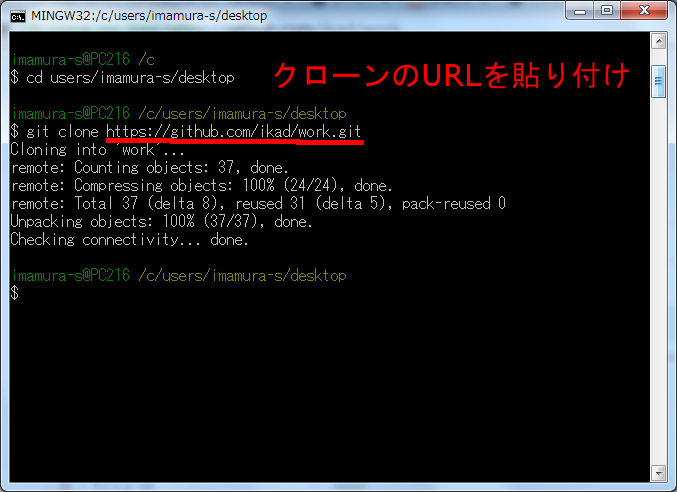 MINGW32:/c/users/imamura-s/desktop
imamura-s@PC216 /c
$ cd users/imamura-s/desktop
クローンのURLを貼り付け
imamura-s@PC216 /c/users/imamura-s/desktop
$ git clone https://github.com/ikad/work.git
Cloning into 'work'...
remote: Counting objects: 37, done.
remote: Compressing objects: 100% (24/24), done.
remote: Total 37 (delta 8), reused 31 (delta 5), pack-reused 0
Unpacking objects: 100% (37/37), done.
Checking connectivity... done.
imamura-s@PC216 /c/users/imamura-s/desktop
$